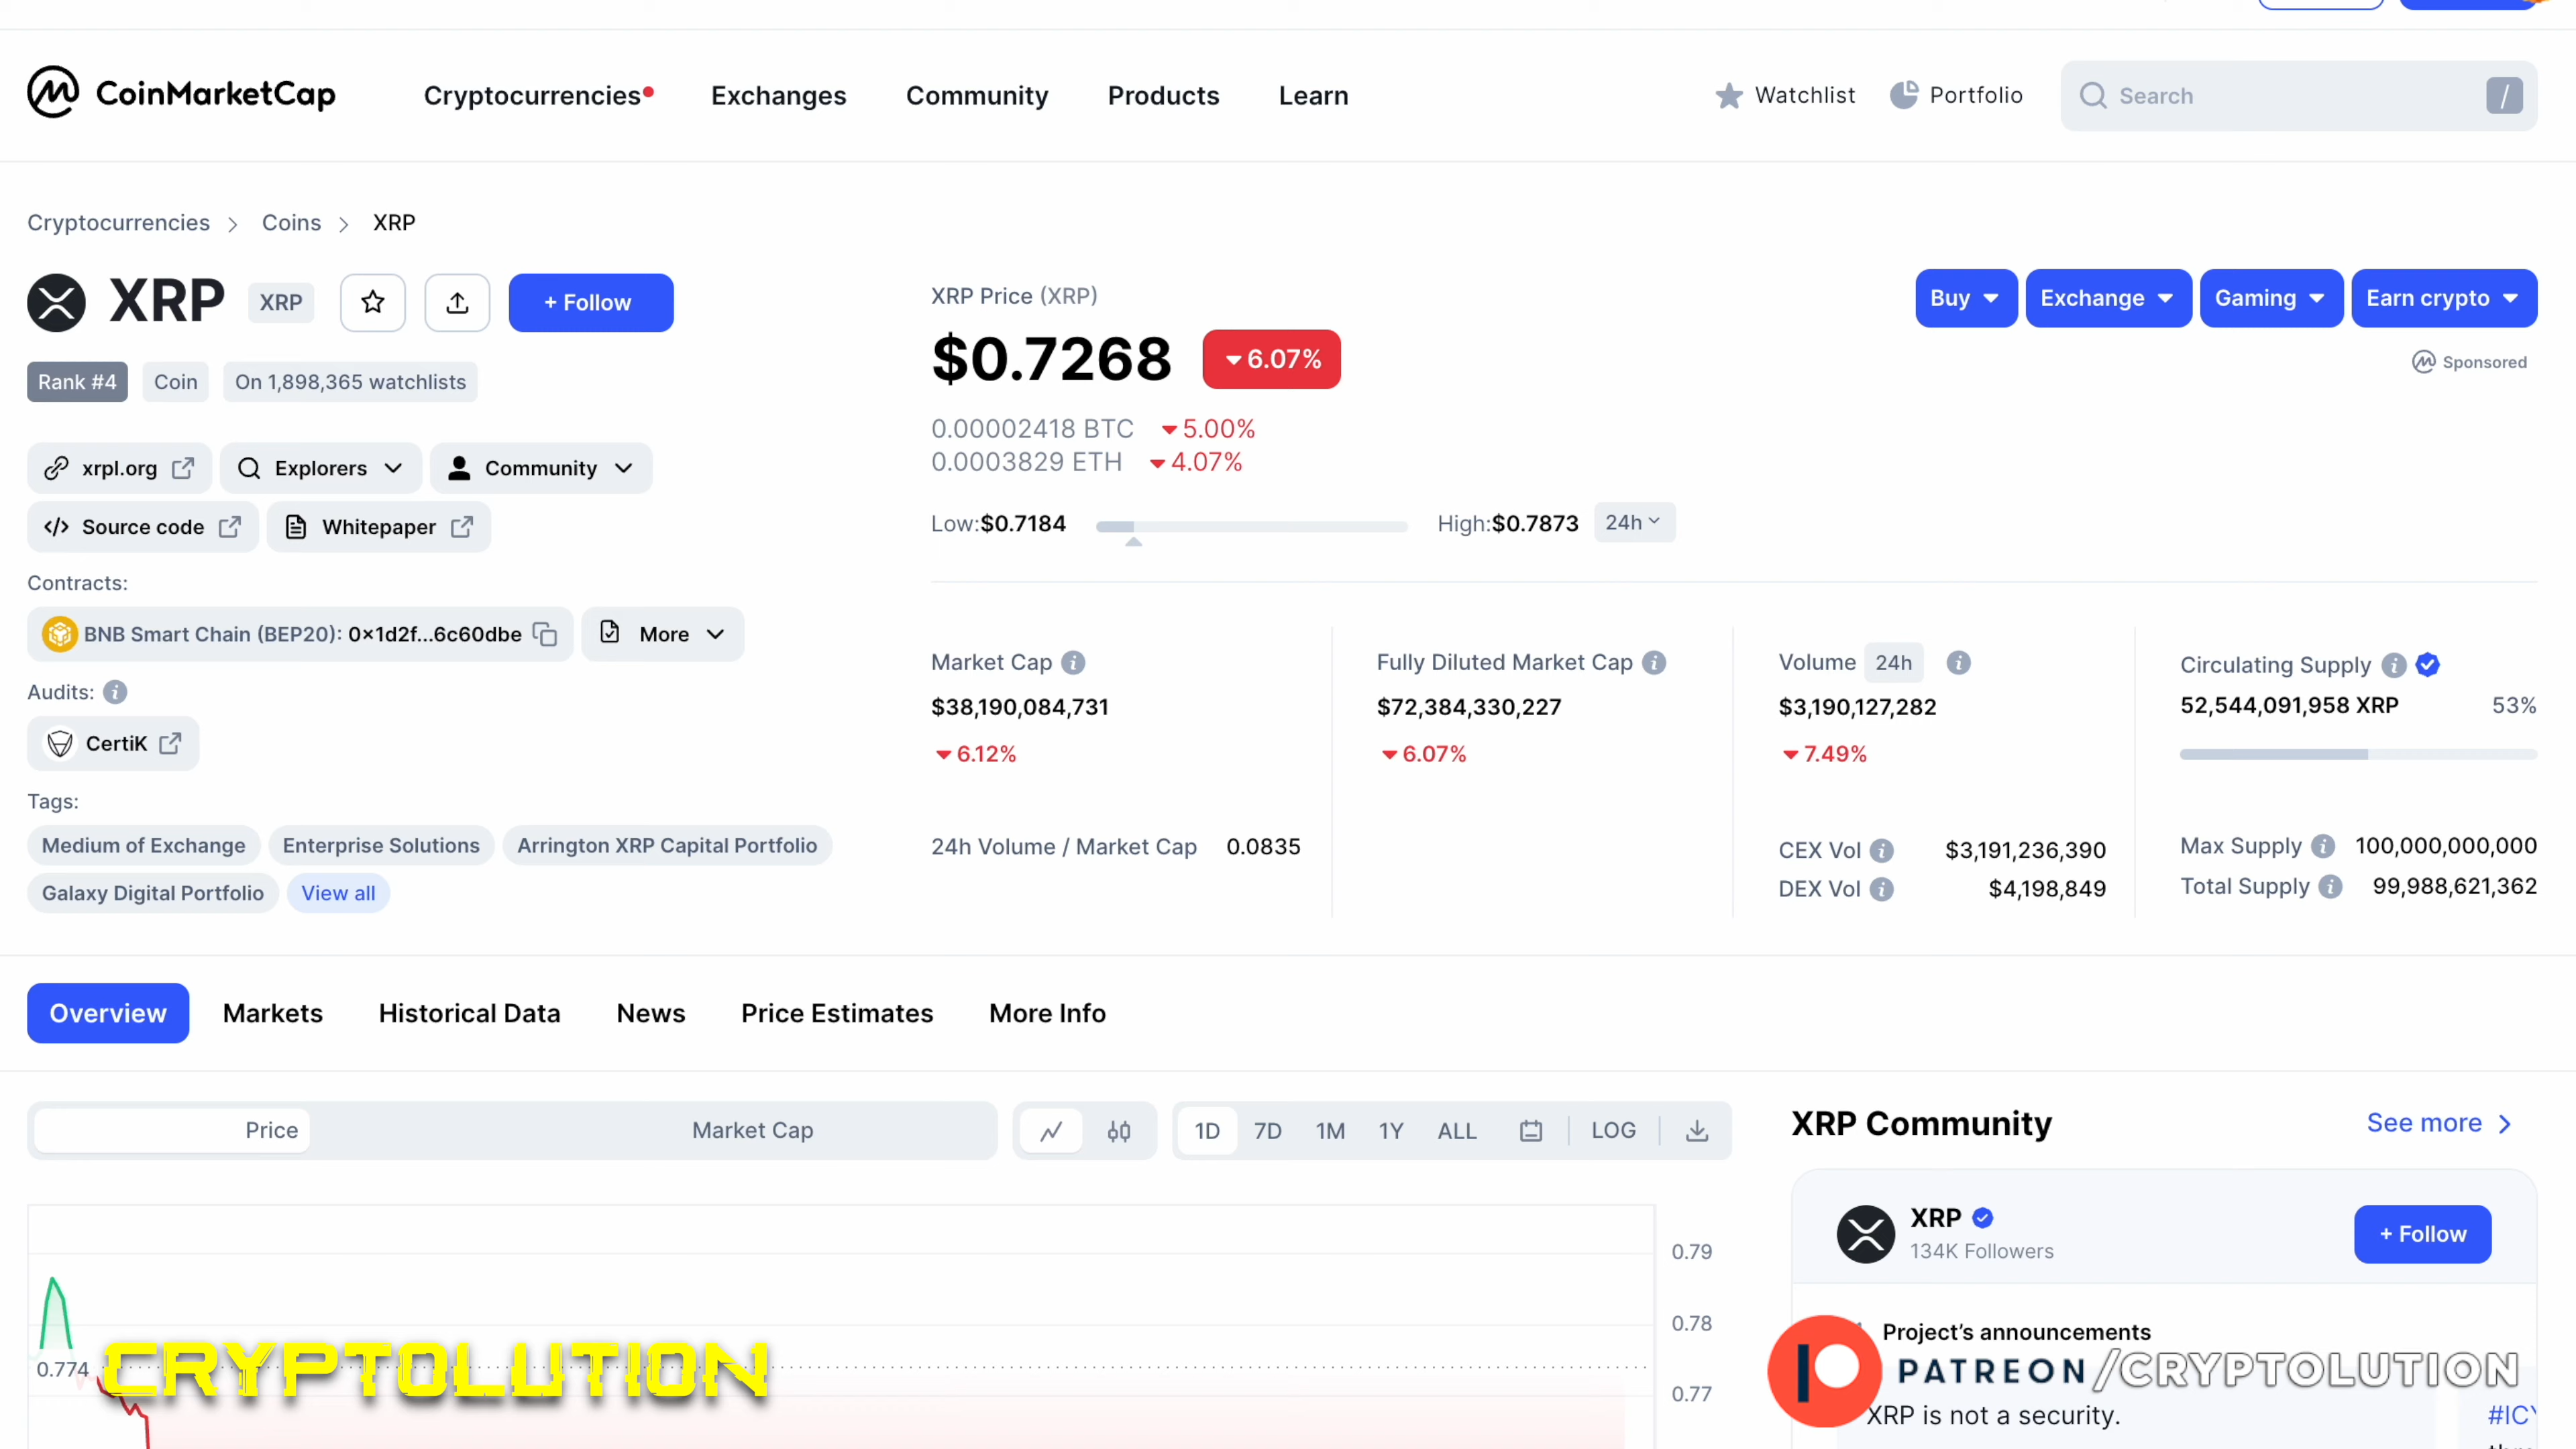 CoinMarketCap
Cryptocurrencies Exchanges Community Products Learn
Watchlist Portfolio Search /
Cryptocurrencies > Coins > XRP
XRP XRP + Follow
Rank #4 Coin On 1,898,365 watchlists
xrpl.org Explorers Community
Source code Whitepaper
Contracts:
BNB Smart Chain (BEP20): 0x1d2f...6c60dbe More
Audits:
CertiK
Tags:
Medium of Exchange Enterprise Solutions Arrington XRP Capital Portfolio
Galaxy Digital Portfolio View all
XRP Price (XRP)
$0.7268 6.07%
0.00002418 BTC 5.00%
0.0003829 ETH 4.07%
Low:$0.7184 High:$0.7873 24h
Buy Exchange Gaming Earn crypto
Sponsored
Market Cap
$38,190,084,731
6.12%
24h Volume / Market Cap 0.0835
Fully Diluted Market Cap
$72,384,330,227
6.07%
Volume 24h
$3,190,127,282
7.49%
CEX Vol $3,191,236,390
DEX Vol $4,198,849
Circulating Supply
52,544,091,958 XRP 53%
Max Supply 100,000,000,000
Total Supply 99,988,621,362
Overview Markets Historical Data News Price Estimates More Info
Price Market Cap
1D 7D 1M 1Y ALL LOG
0.79
0.78
0.77
0.774
CRYPTOLUTION
XRP Community See more
XRP + Follow
134K Followers
Project's announcements
PATREON/CRYPTOLUTION
XRP is not a security.